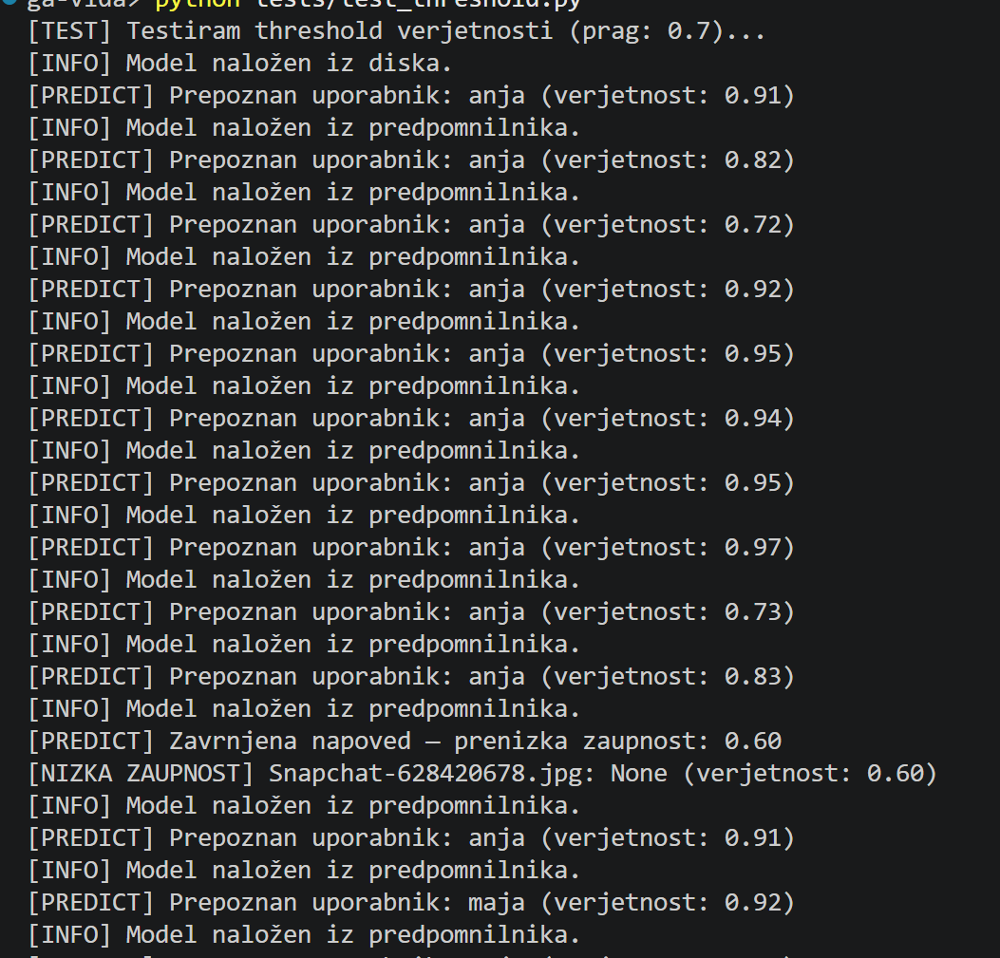 ga-vida> python tests/test_threshold.py
[TEST] Testiram threshold verjetnosti (prag: 0.7)...
[INFO] Model naložen iz diska.
[PREDICT] Prepoznan uporabnik: anja (verjetnost: 0.91)
[INFO] Model naložen iz predpomnilnika.
[PREDICT] Prepoznan uporabnik: anja (verjetnost: 0.82)
[INFO] Model naložen iz predpomnilnika.
[PREDICT] Prepoznan uporabnik: anja (verjetnost: 0.72)
[INFO] Model naložen iz predpomnilnika.
[PREDICT] Prepoznan uporabnik: anja (verjetnost: 0.92)
[INFO] Model naložen iz predpomnilnika.
[PREDICT] Prepoznan uporabnik: anja (verjetnost: 0.95)
[INFO] Model naložen iz predpomnilnika.
[PREDICT] Prepoznan uporabnik: anja (verjetnost: 0.94)
[INFO] Model naložen iz predpomnilnika.
[PREDICT] Prepoznan uporabnik: anja (verjetnost: 0.95)
[INFO] Model naložen iz predpomnilnika.
[PREDICT] Prepoznan uporabnik: anja (verjetnost: 0.97)
[INFO] Model naložen iz predpomnilnika.
[PREDICT] Prepoznan uporabnik: anja (verjetnost: 0.73)
[INFO] Model naložen iz predpomnilnika.
[PREDICT] Prepoznan uporabnik: anja (verjetnost: 0.83)
[INFO] Model naložen iz predpomnilnika.
[PREDICT] Zavrnjena napoved – prenizka zaupnost: 0.60
[NIZKA ZAUPNOST] Snapchat-628420678.jpg: None (verjetnost: 0.60)
[INFO] Model naložen iz predpomnilnika.
[PREDICT] Prepoznan uporabnik: anja (verjetnost: 0.91)
[INFO] Model naložen iz predpomnilnika.
[PREDICT] Prepoznan uporabnik: maja (verjetnost: 0.92)
[INFO] Model naložen iz predpomnilnika.